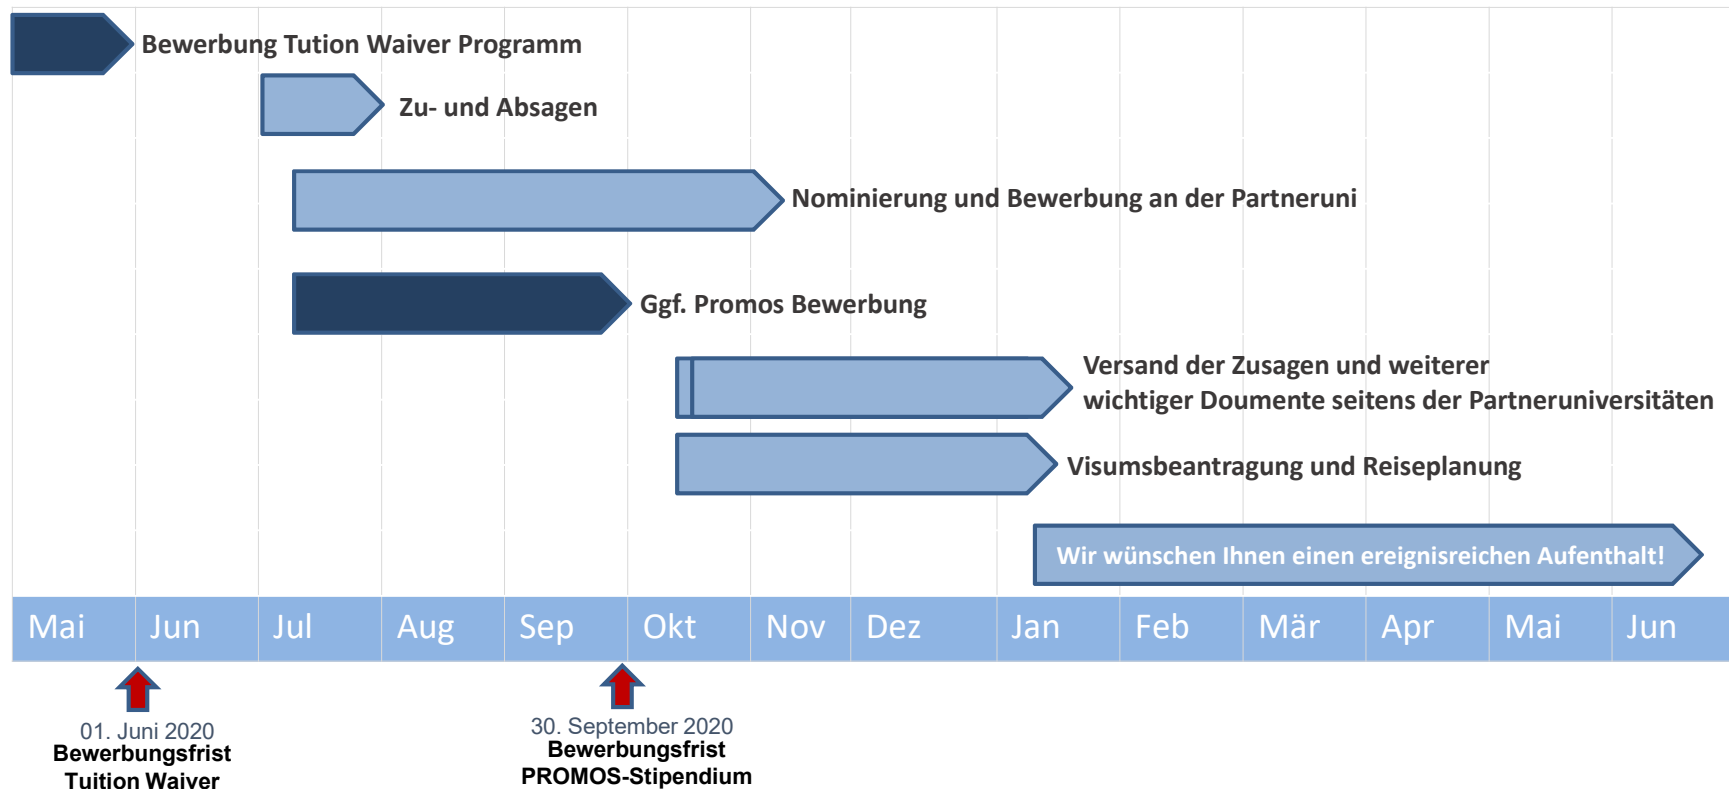 Bewerbung Tution Waiver Programm
Zu- und Absagen
Nominierung und Bewerbung an der Partneruni
Ggf. Promos Bewerbung
Versand der Zusagen und weiterer
wichtiger Doumente seitens der Partneruniversitäten
Visumsbeantragung und Reiseplanung
Wir wünschen Ihnen einen ereignisreichen Aufenthalt!
Mai Jun Jul Aug Sep Okt Nov Dez Jan Feb Mär Apr Mai Jun
01. Juni 2020
Bewerbungsfrist
Tuition Waiver
30. September 2020
Bewerbungsfrist
PROMOS-Stipendium